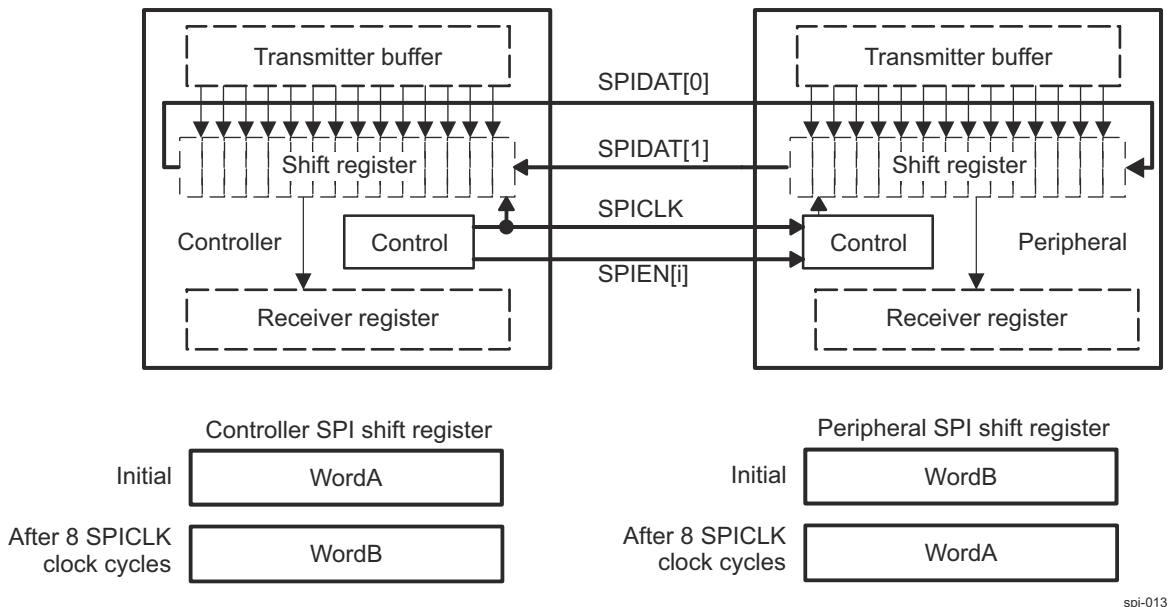 Transmitter buffer
Transmitter buffer
SPIDAT[0]
Shift register
SPIDAT[1]
Shift register
SPICLK
Controller
Control
Control
Peripheral
SPIEN[i]
Receiver register
Receiver register
Controller SPI shift register
Peripheral SPI shift register
Initial
WordA
Initial
WordB
After 8 SPICLK
clock cycles
WordB
After 8 SPICLK
clock cycles
WordA
spi-013